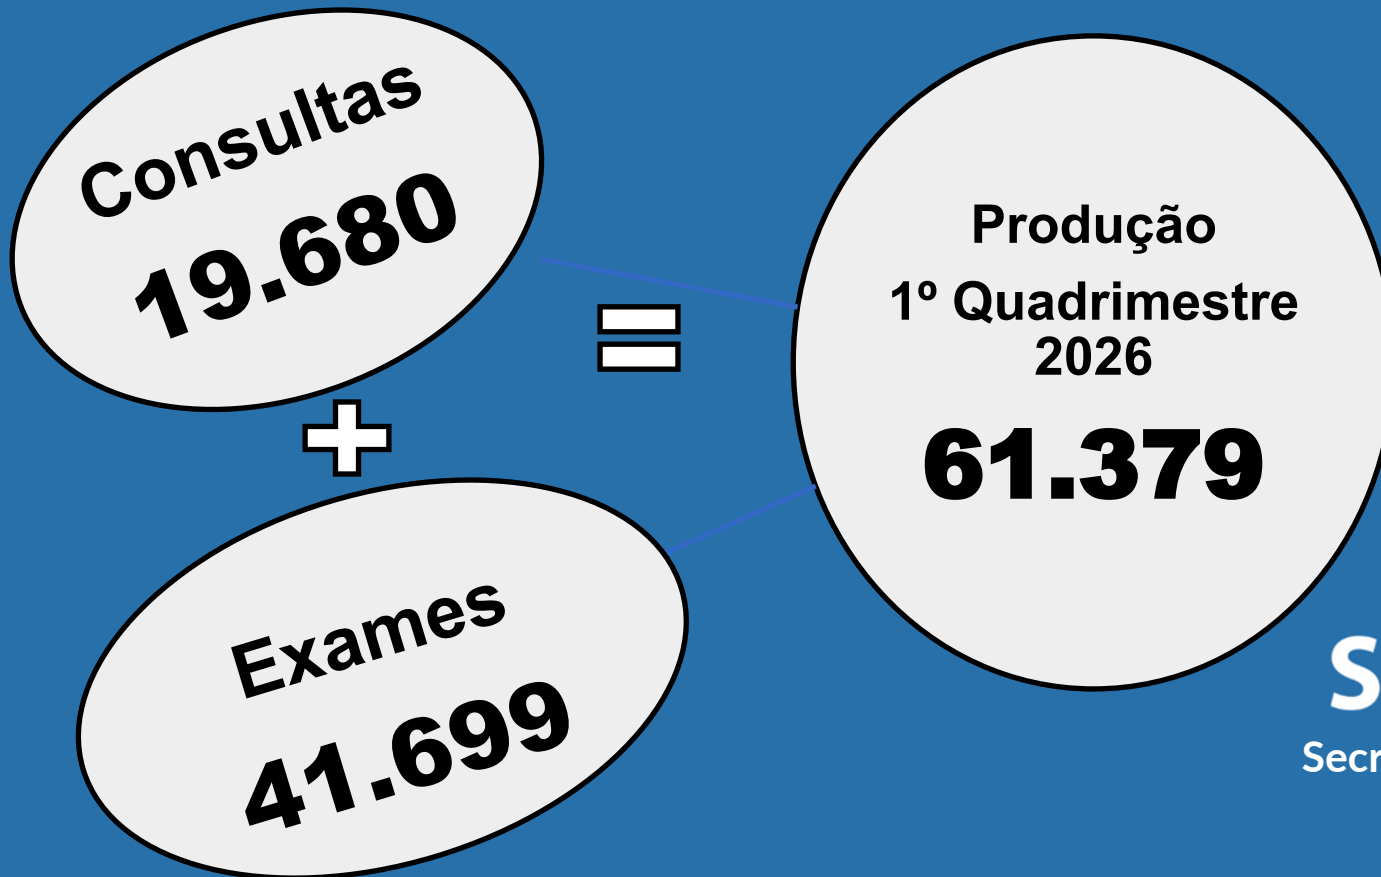 Consultas
19.680
Exames
41.699
Produção
1º Quadrimestre
2026
61.379